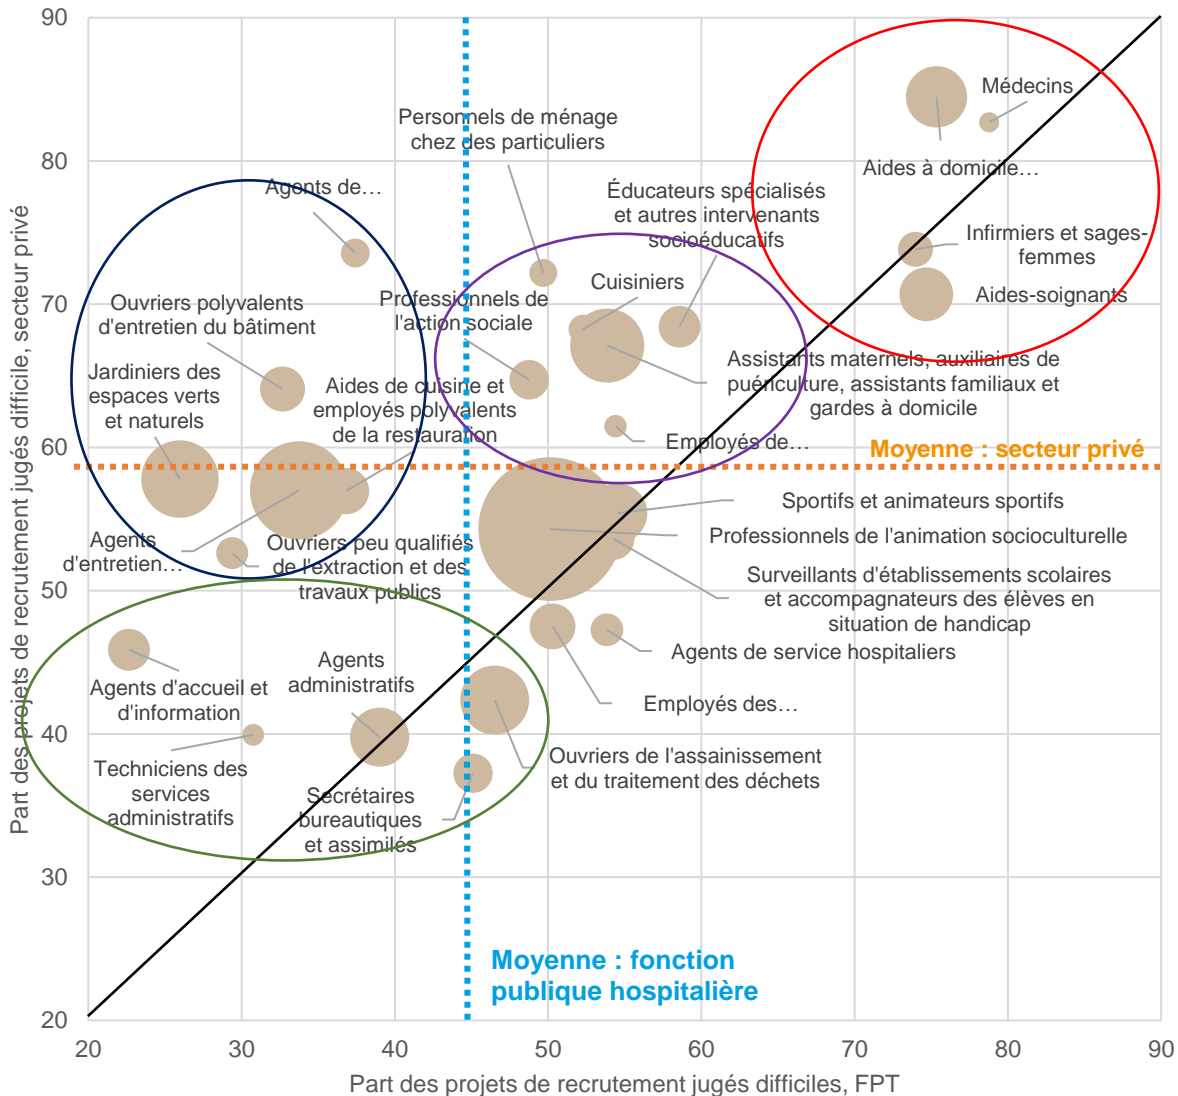 90
80
70
60
50
40
30
20
20
30
40
50
60
70
80
90
Part des projets de recrutement jugés difficile, secteur privé
Part des projets de recrutement jugés difficiles, FPT
Médecins
Personnels de ménage
chez des particuliers
Aides à domicile…
Agents de…
Éducateurs spécialisés
et autres intervenants
socioéducatifs
Infirmiers et sages-
femmes
Cuisiniers
Aides-soignants
Professionnels de
l'action sociale
Ouvriers polyvalents
d'entretien du bâtiment
Assistants maternels, auxiliaires de
puériculture, assistants familiaux et
gardes à domicile
Jardiniers des
espaces verts
et naturels
Aides de cuisine et
employés polyvalents
de la restauration
Employés de…
Moyenne : secteur privé
Sportifs et animateurs sportifs
Professionnels de l'animation socioculturelle
Agents
d'entretien…
Ouvriers peu qualifiés
de l'extraction et des
travaux publics
Surveillants d'établissements scolaires
et accompagnateurs des élèves en
situation de handicap
Agents de service hospitaliers
Agents
administratifs
Agents d'accueil et
d'information
Employés des…
Ouvriers de l'assainissement
et du traitement des déchets
Techniciens des
services
administratifs
Secrétaires
bureautiques
et assimilés
Moyenne : fonction
publique hospitalière